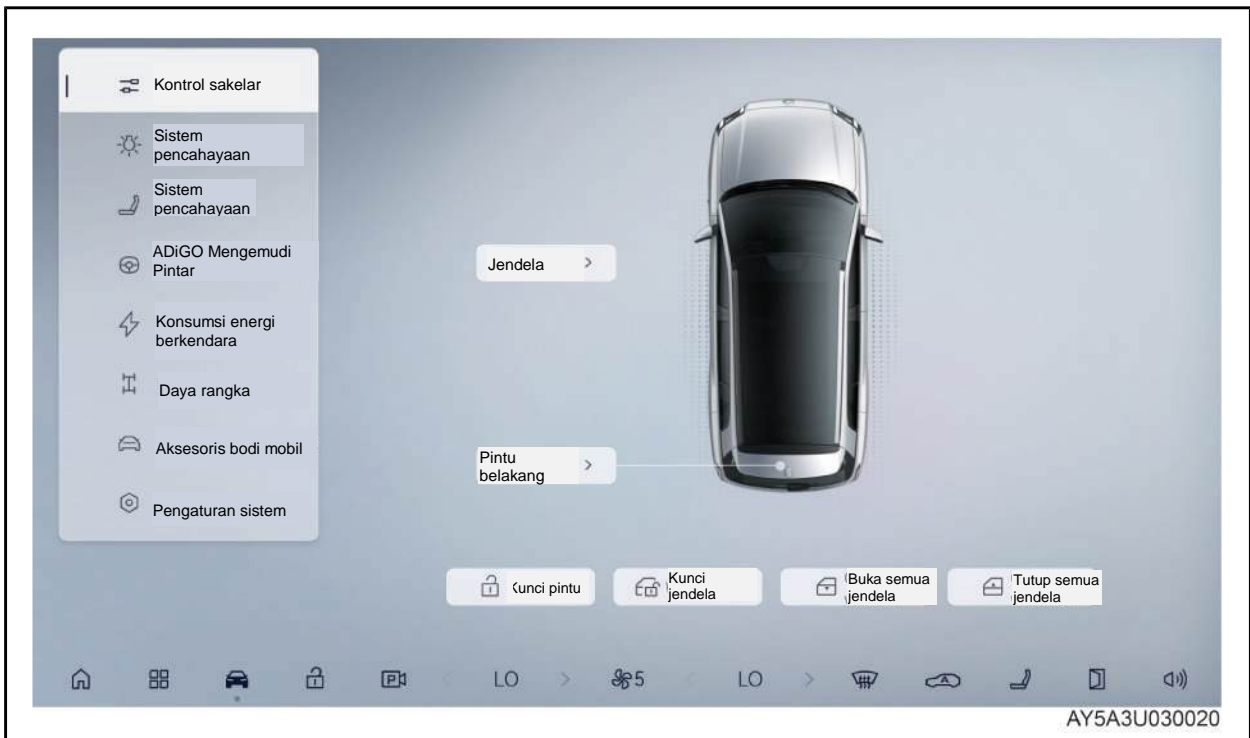 Kontrol sakelar
Sistem
pencahayaan
Sistem
pencahayaan
ADiGO Mengemudi
Pintar
Konsumsi energi
berkendara
Daya rangka
Aksesoris bodi mobil
Pengaturan sistem
Jendela
Pintu
belakang
Kunci pintu
Kunci
jendela
Buka semua
jendela
Tutup semua
jendela
P
LO
5
LO
A
AY5A3U030020